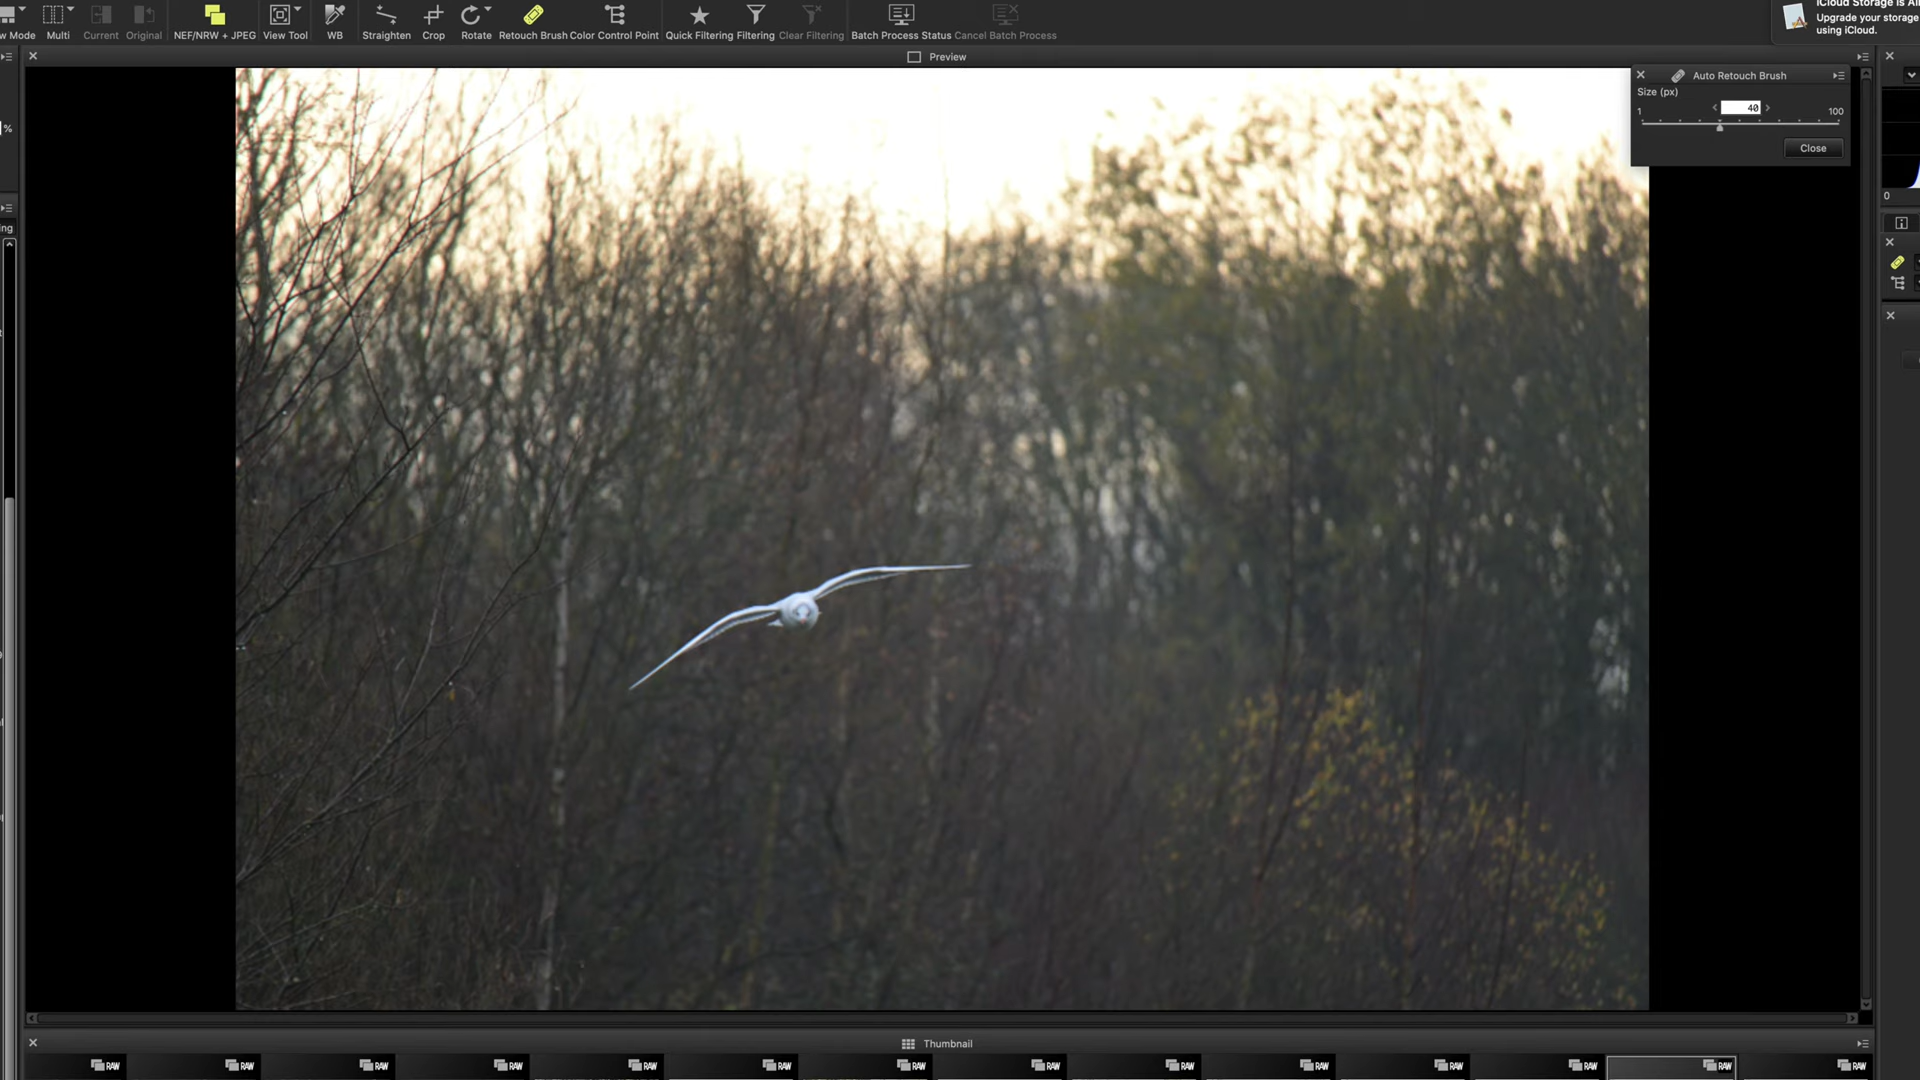 w Mode Multi Current Original NEF/NRW + JPEG View Tool WB Straighten Crop Rotate Retouch Brush Color Control Point Quick Filtering Filtering Clear Filtering Batch Process Status Cancel Batch Process
iCloud Storage is Al
Upgrade your storage
using iCloud.
Preview
Auto Retouch Brush
Size (px)
40
1 100
Close
%
0
ing
Thumbnail
RAW RAW RAW RAW RAW RAW RAW RAW RAW RAW RAW RAW RAW RAW